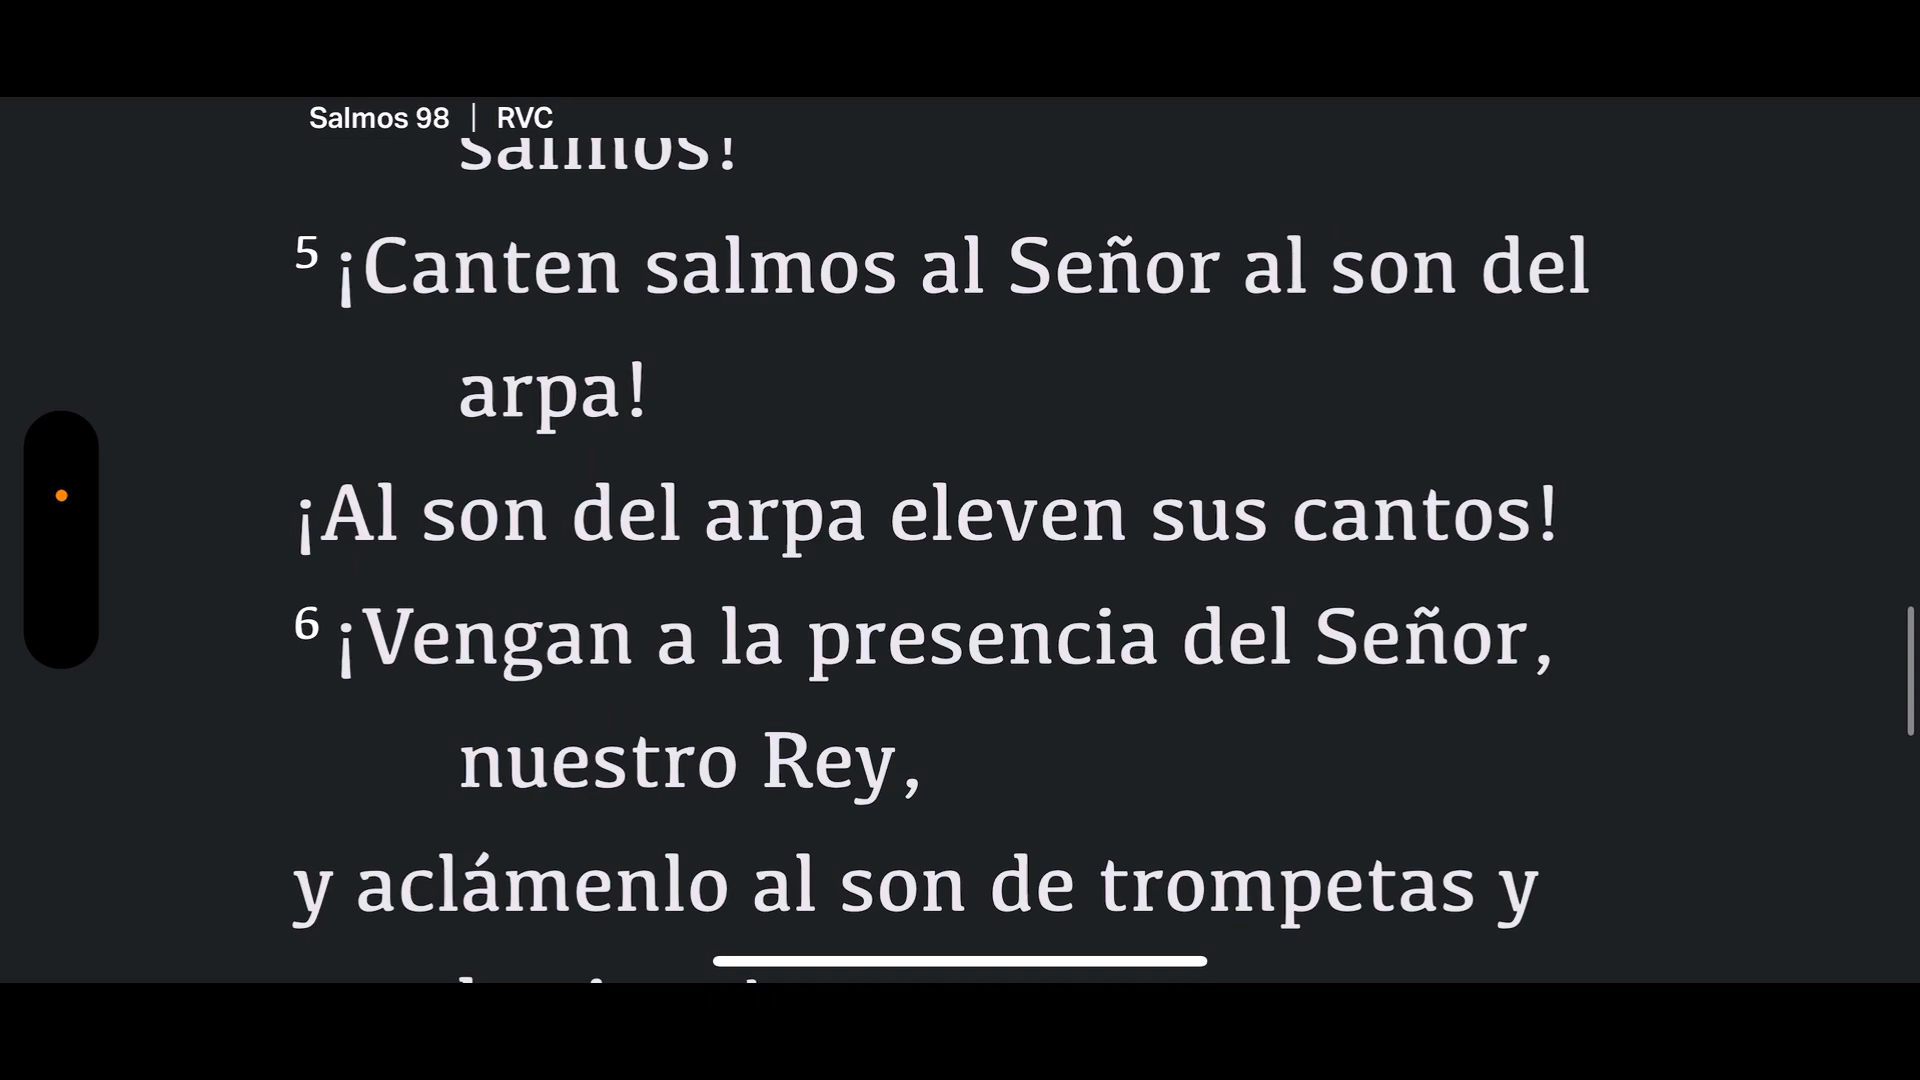 Salmos 98 | RVC
salmos!
5 ¡Canten salmos al Señor al son del
arpa!
¡Al son del arpa eleven sus cantos!
6 ¡Vengan a la presencia del Señor,
nuestro Rey,
y aclámenlo al son de trompetas y